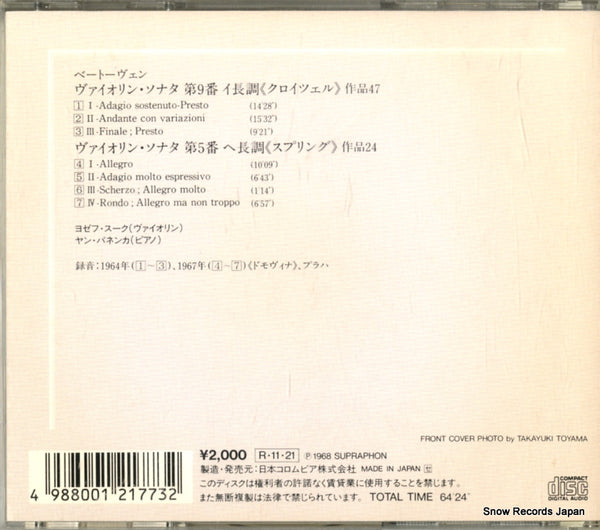 ベートーヴェン
ヴァイオリン・ソナタ 第9番 イ長調《クロイツェル》作品47
1 I-Adagio sostenuto-Presto (14'28")
2 II-Andante con variazioni (15'32")
3 III-Finale; Presto (9'21")
ヴァイオリン・ソナタ 第5番 ヘ長調《スプリング》作品24
4 I-Allegro (10'09")
5 II-Adagio molto espressivo (6'43")
6 III-Scherzo; Allegro molto (1'14")
7 IV-Rondo; Allegro ma non troppo (6'57")
ヨゼフ・スーク(ヴァイオリン)
ヤン・パネンカ(ピアノ)
録音:1964年(1~3)、1967年(4~7)《ドモヴィナ》、プラハ
FRONT COVER PHOTO by TAKAYUKI TOYAMA
¥2,000 R・11・21 Ⓟ1968 SUPRAPHON
製造・発売元:日本コロムビア株式会社 MADE IN JAPAN
このディスクは権利者の許諾なく賃貸業に使用することを禁じます。
また無断複製は法律で禁じられています。 TOTAL TIME 64'24"
4 988001 217732
COMPACT
disc
DIGITAL AUDIO
Snow Records Japan